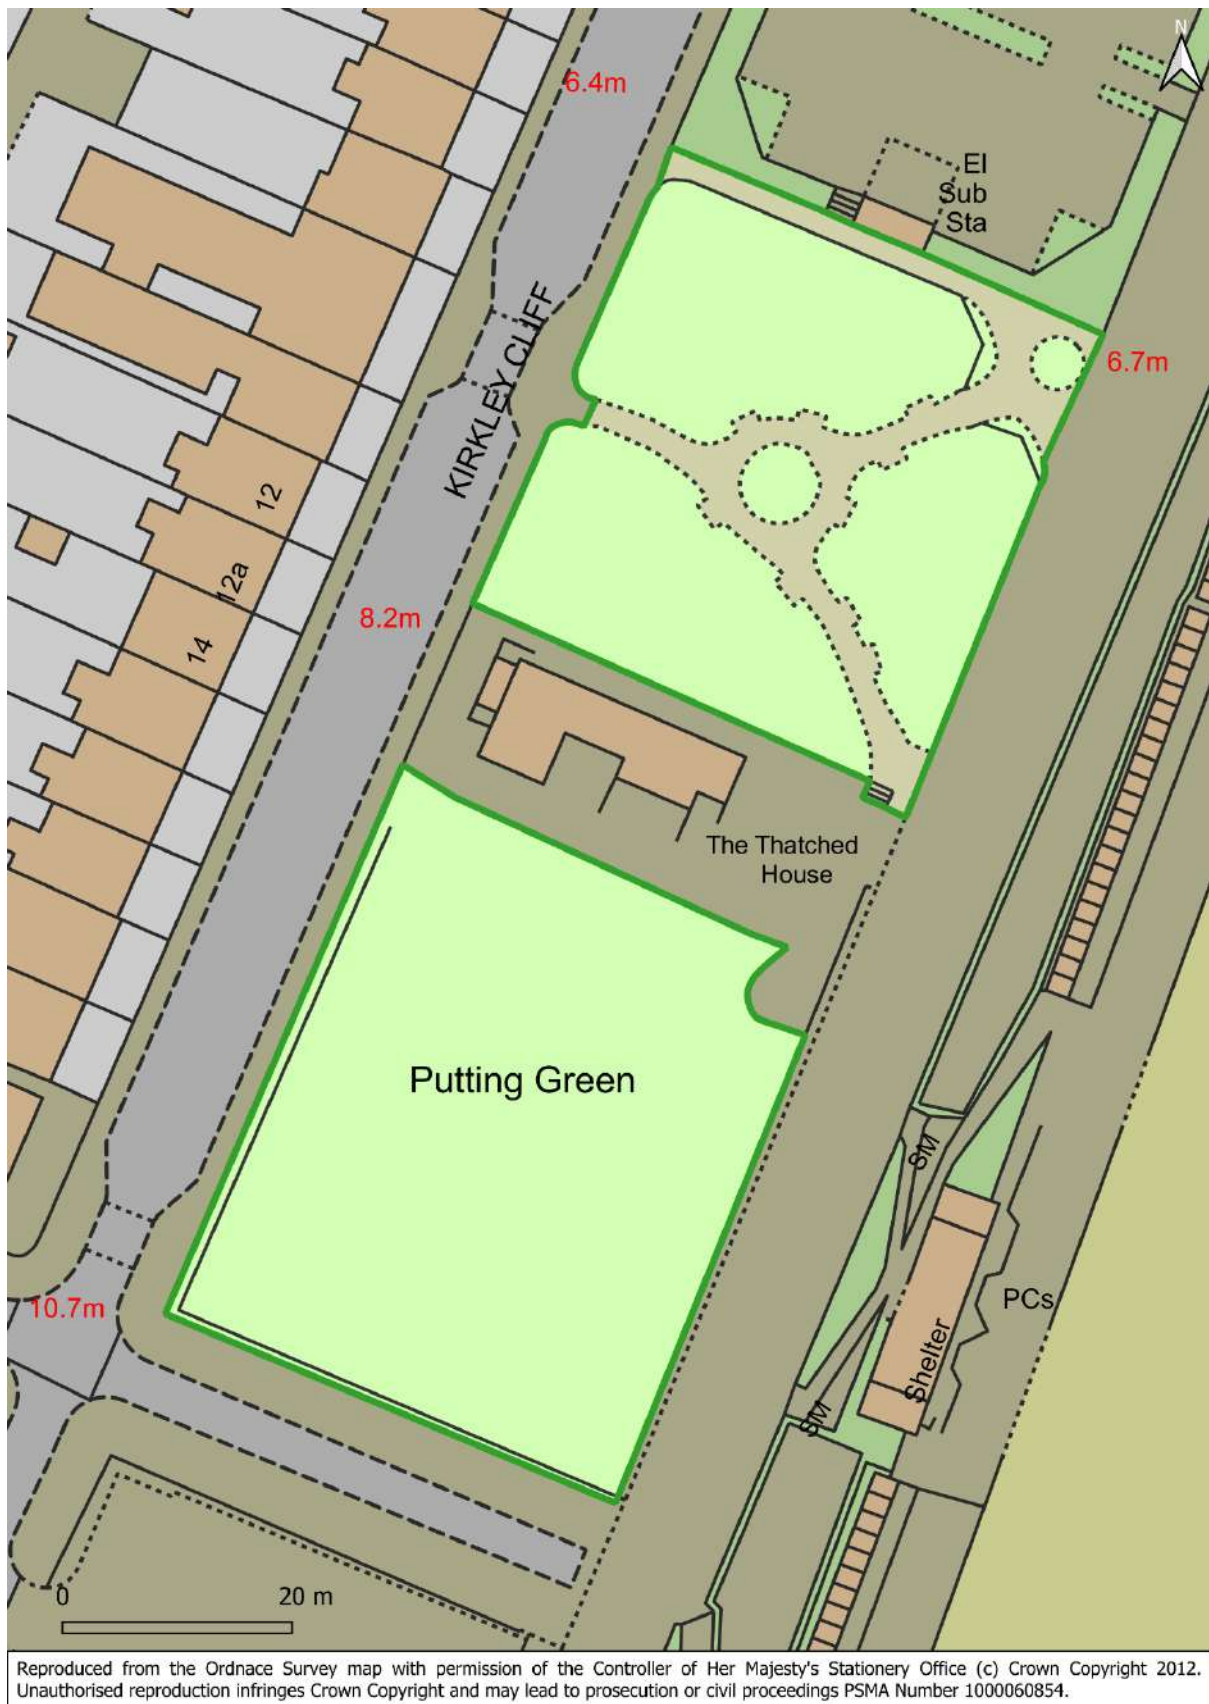 N
6.4m
El
Sub
Sta
KIRKLEY CLIFF
6.7m
12
12a
8.2m
14
The Thatched
House
Putting Green
SM
PCs
10.7m
Shelter
SM
0 20 m
Reproduced from the Ordnace Survey map with permission of the Controller of Her Majesty's Stationery Office (c) Crown Copyright 2012.
Unauthorised reproduction infringes Crown Copyright and may lead to prosecution or civil proceedings PSMA Number 1000060854.